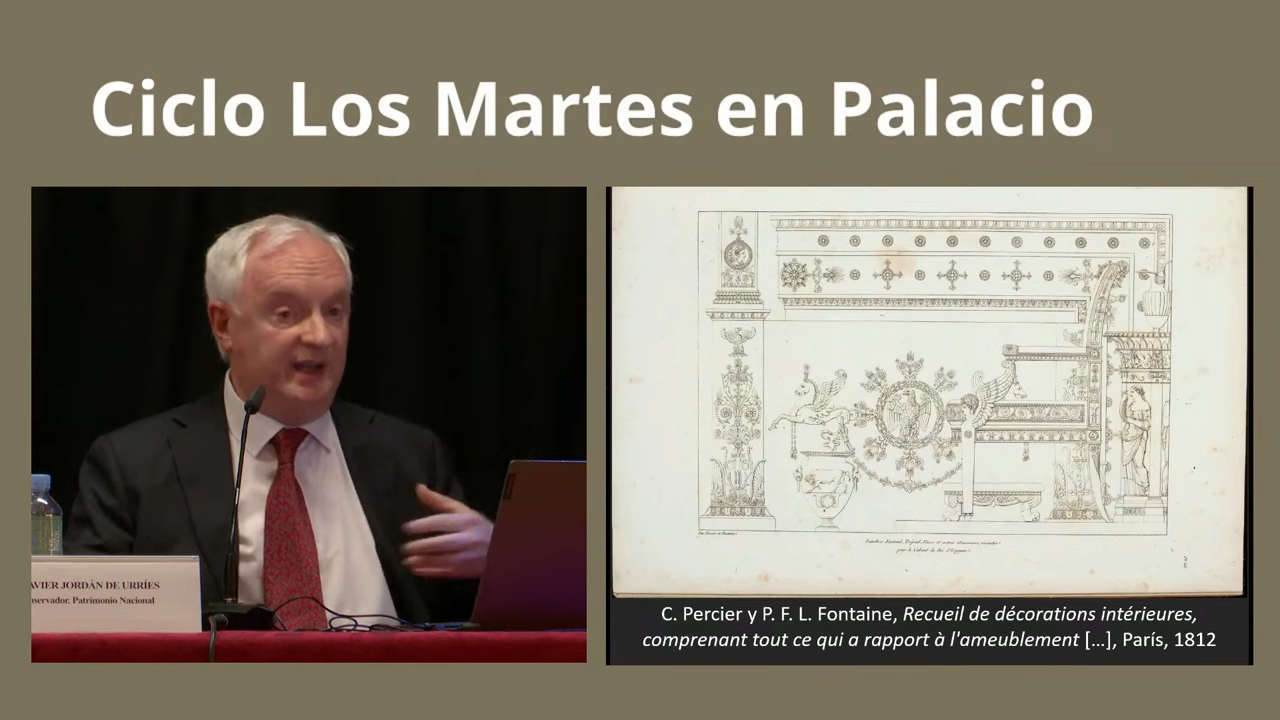 Ciclo Los Martes en Palacio
AVIER JORDÁN DE URRÍES
nservador. Patrimonio Nacional
C. Percier y P. F. L. Fontaine, Recueil de décorations intérieures,
comprenant tout ce qui a rapport à l'ameublement [...], París, 1812